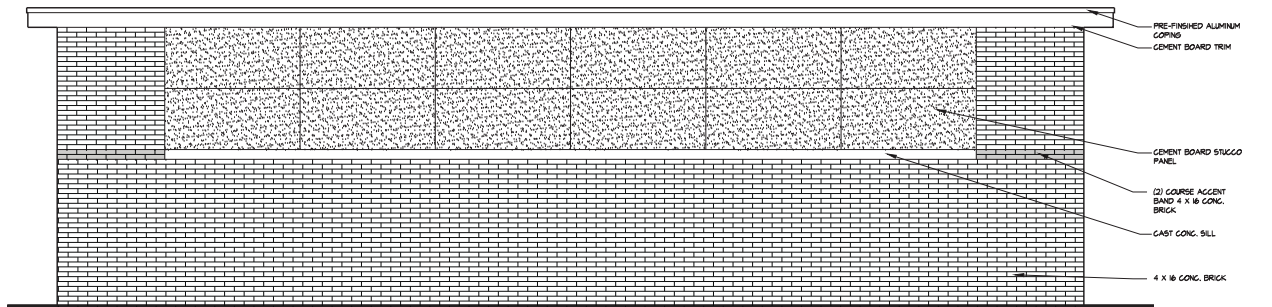 PRE-FINSIHED ALUMINUM
COPING
CEMENT BOARD TRIM
CEMENT BOARD STUCCO
PANEL
(2) COURSE ACCENT
BAND 4 X 16 CONC.
BRICK
CAST CONC. SILL
4 X 16 CONC. BRICK